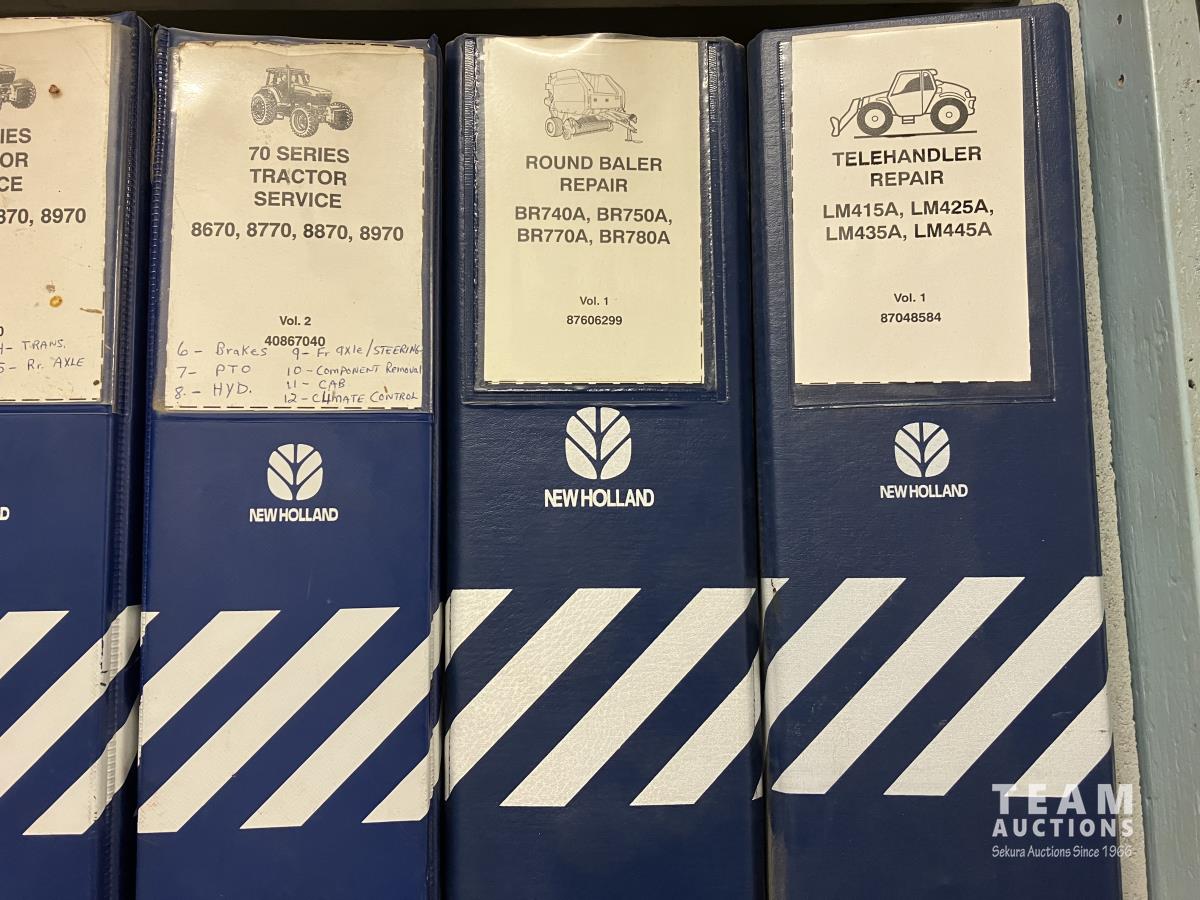 IES
OR
CE
870, 8970
- TRANS.
- Rr. AXLE
70 SERIES
TRACTOR
SERVICE
8670, 8770, 8870, 8970
Vol. 2
40867040
6 - Brakes 9 - Fr axle/STEERING
7 - PTO 10 - COMPONENT Removal
8. - HYD. 11 - CAB
12 - CLIMATE CONTROL
NEW HOLLAND
ROUND BALER
REPAIR
BR740A, BR750A,
BR770A, BR780A
Vol. 1
87606299
NEW HOLLAND
TELEHANDLER
REPAIR
LM415A, LM425A,
LM435A, LM445A
Vol. 1
87048584
NEW HOLLAND
TEAM
AUCTIONS
Sekura Auctions Since 1966